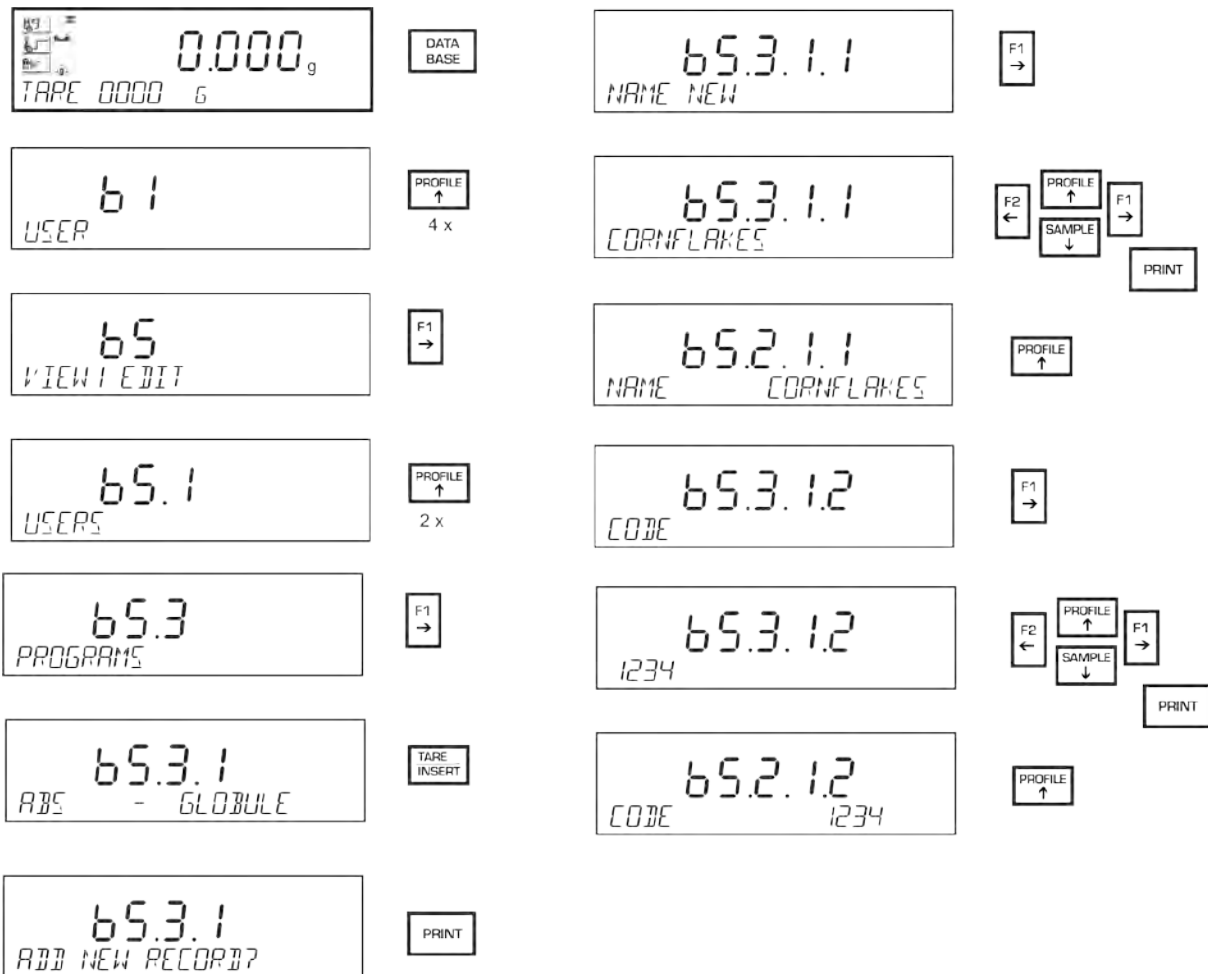 0.000 g
TARE 0000 G
DATA
BASE
b1
USER
PROFILE
↑
4 x
b5
VIEW / EDIT
F1
→
b5.1
USERS
PROFILE
↑
2 x
b5.3
PROGRAMS
F1
→
b5.3.1
ABS - GLOBULE
TARE
INSERT
b5.3.1
ADD NEW RECORD?
PRINT
b5.3.1.1
NAME NEW
F1
→
b5.3.1.1
CORNFLAKES
F2
←
PROFILE
↑
SAMPLE
↓
F1
→
PRINT
b5.2.1.1
NAME CORNFLAKES
PROFILE
↑
b5.3.1.2
CODE
F1
→
b5.3.1.2
1234
F2
←
PROFILE
↑
SAMPLE
↓
F1
→
PRINT
b5.2.1.2
CODE 1234
PROFILE
↑